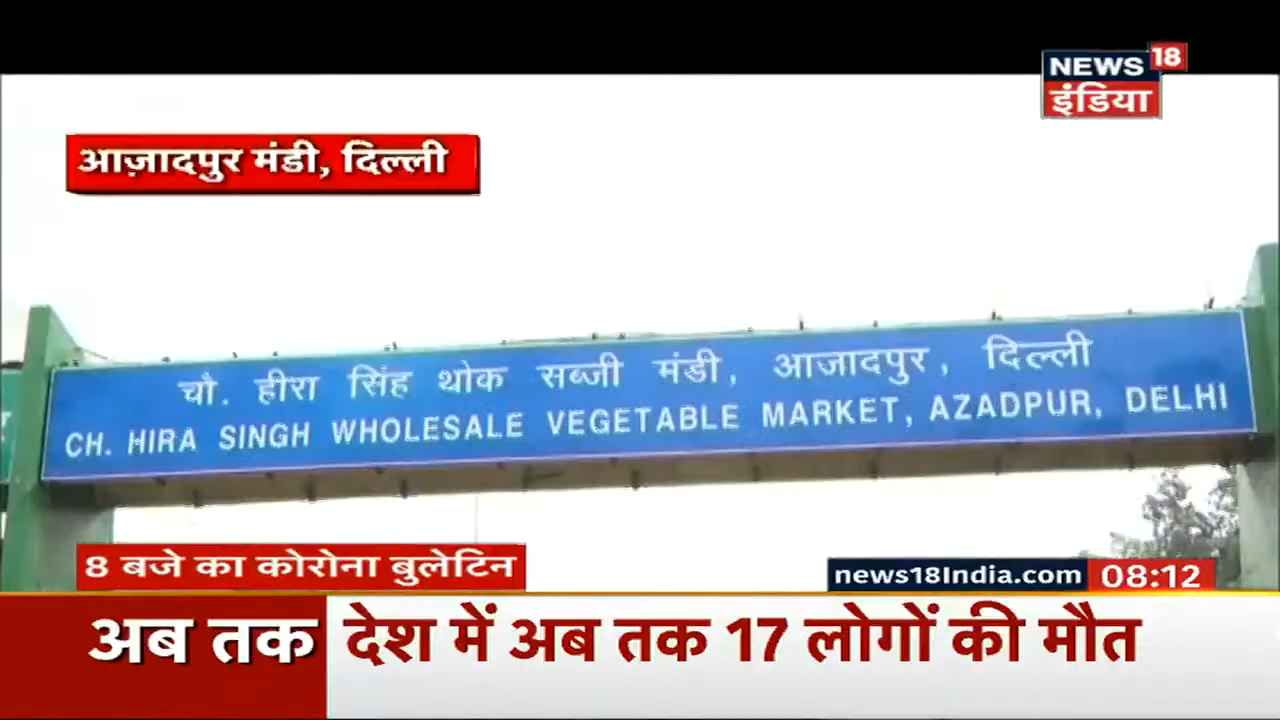 NEWS 18
इंडिया
आज़ादपुर मंडी, दिल्ली
चौ. हीरा सिंह थोक सब्जी मंडी, आजादपुर, दिल्ली
CH. HIRA SINGH WHOLESALE VEGETABLE MARKET, AZADPUR, DELHI
8 बजे का कोरोना बुलेटिन
news18India.com 08:12
अब तक देश में अब तक 17 लोगों की मौत